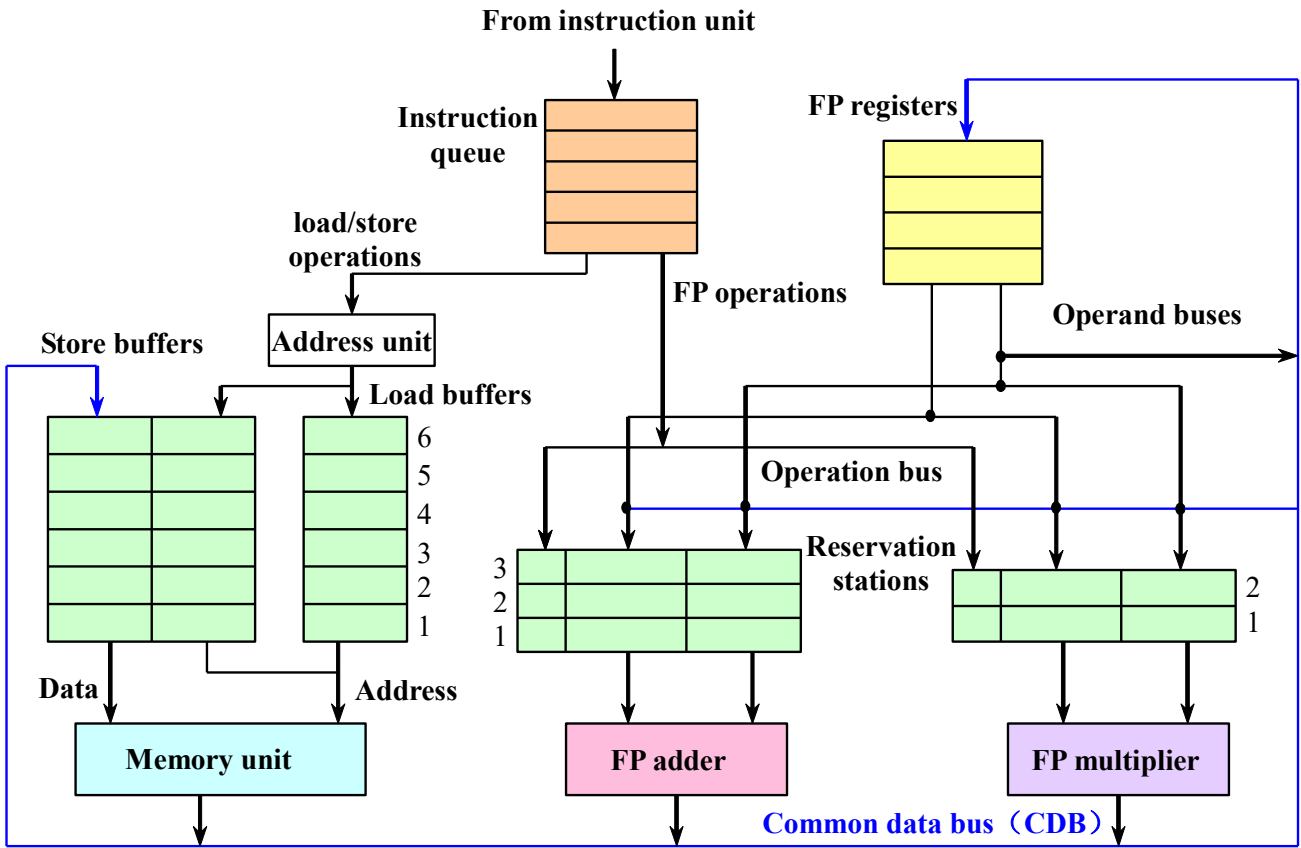 From instruction unit
Instruction
queue
FP registers
load/store
operations
FP operations
Operand buses
Address unit
Store buffers
Load buffers
6
5
4
3
2
1
Operation bus
Reservation
stations
3
2
1
2
1
Data
Address
Memory unit
FP adder
FP multiplier
Common data bus（CDB）